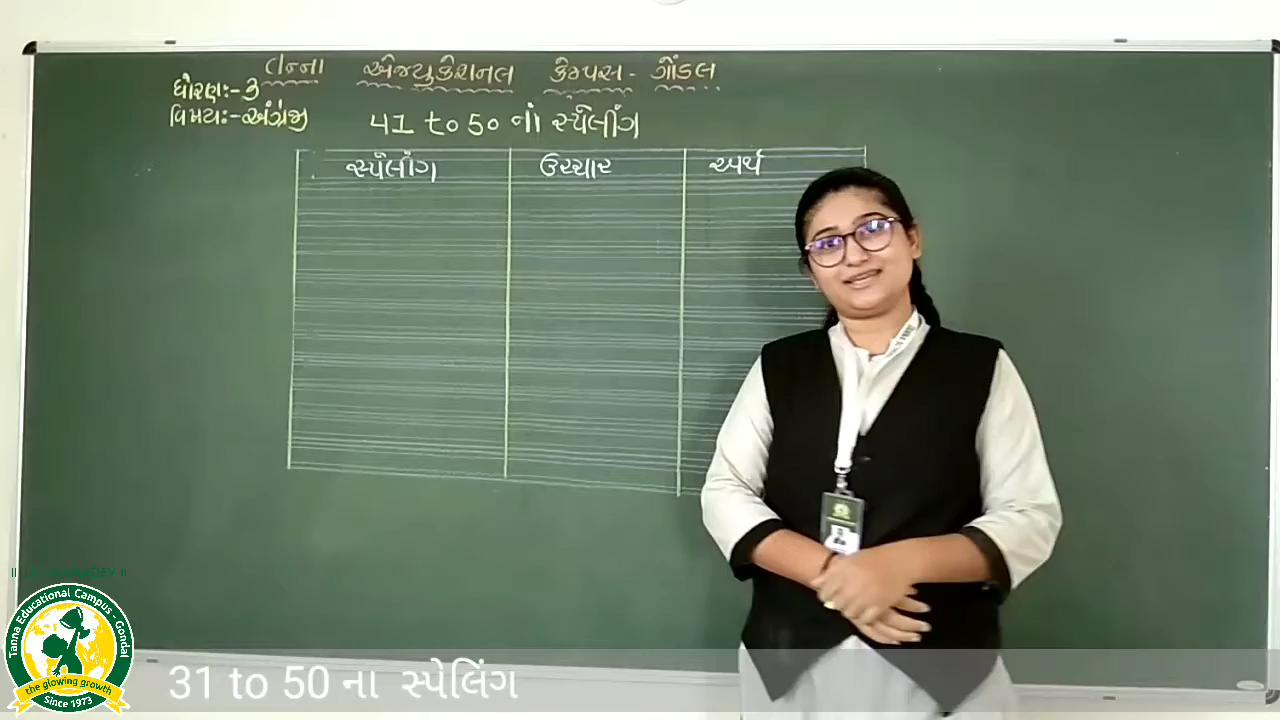 તન્ના એજ્યુકેશનલ કેમ્પસ - ગોંડલ
ધોરણઃ- ૩
વિષયઃ- અંગ્રેજી
41 to 50 નાં સ્પેલીંગ
સ્પેલીંગ ઉચ્ચાર અર્થ
Tanna Educational Campus - Gondal
the glowing growth
Since 1973
31 to 50 ના સ્પેલિંગ